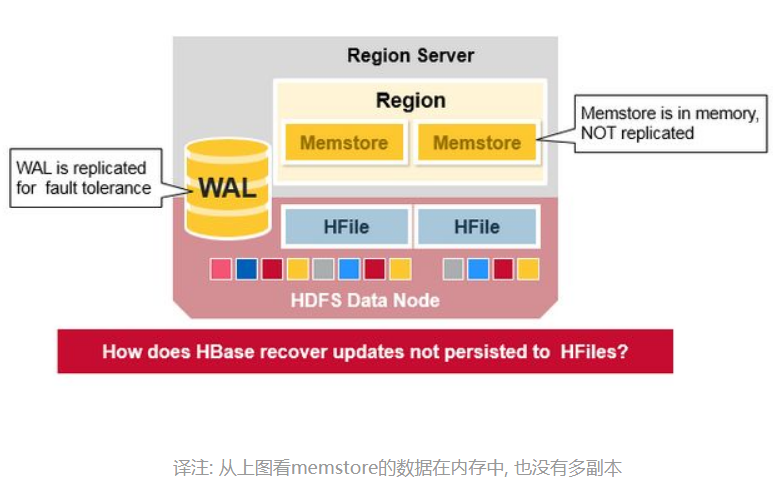 Region Server
Region
Memstore is in memory,
NOT replicated
Memstore
Memstore
WAL is replicated
for fault tolerance
WAL
HFile
HFile
HDFS Data Node
How does HBase recover updates not persisted to HFiles?
译注: 从上图看memstore的数据在内存中, 也没有多副本